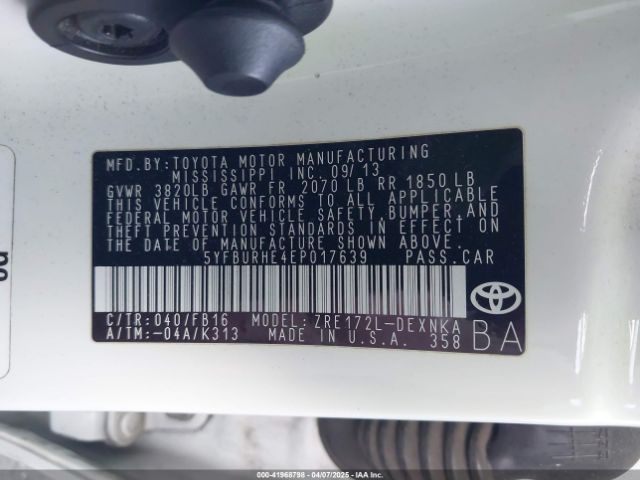 MFD.BY:TOYOTA MOTOR MANUFACTURING
MISSISSIPPI INC. 09/13
GVWR 3820LB GAWR FR 2070 LB RR 1850 LB
THIS VEHICLE CONFORMS TO ALL APPLICABLE
FEDERAL MOTOR VEHICLE SAFETY, BUMPER, AND
THEFT PREVENTION STANDARDS IN EFFECT ON
THE DATE OF MANUFACTURE SHOWN ABOVE.
5YFBURHE4EP017639 PASS.CAR
C/TR:040/FB16 MODEL: ZRE172L-DEXNKA
A/TM:-04A/K313 MADE IN U.S.A. 358
BA
000-41968798 - 04/07/2025 - IAAI